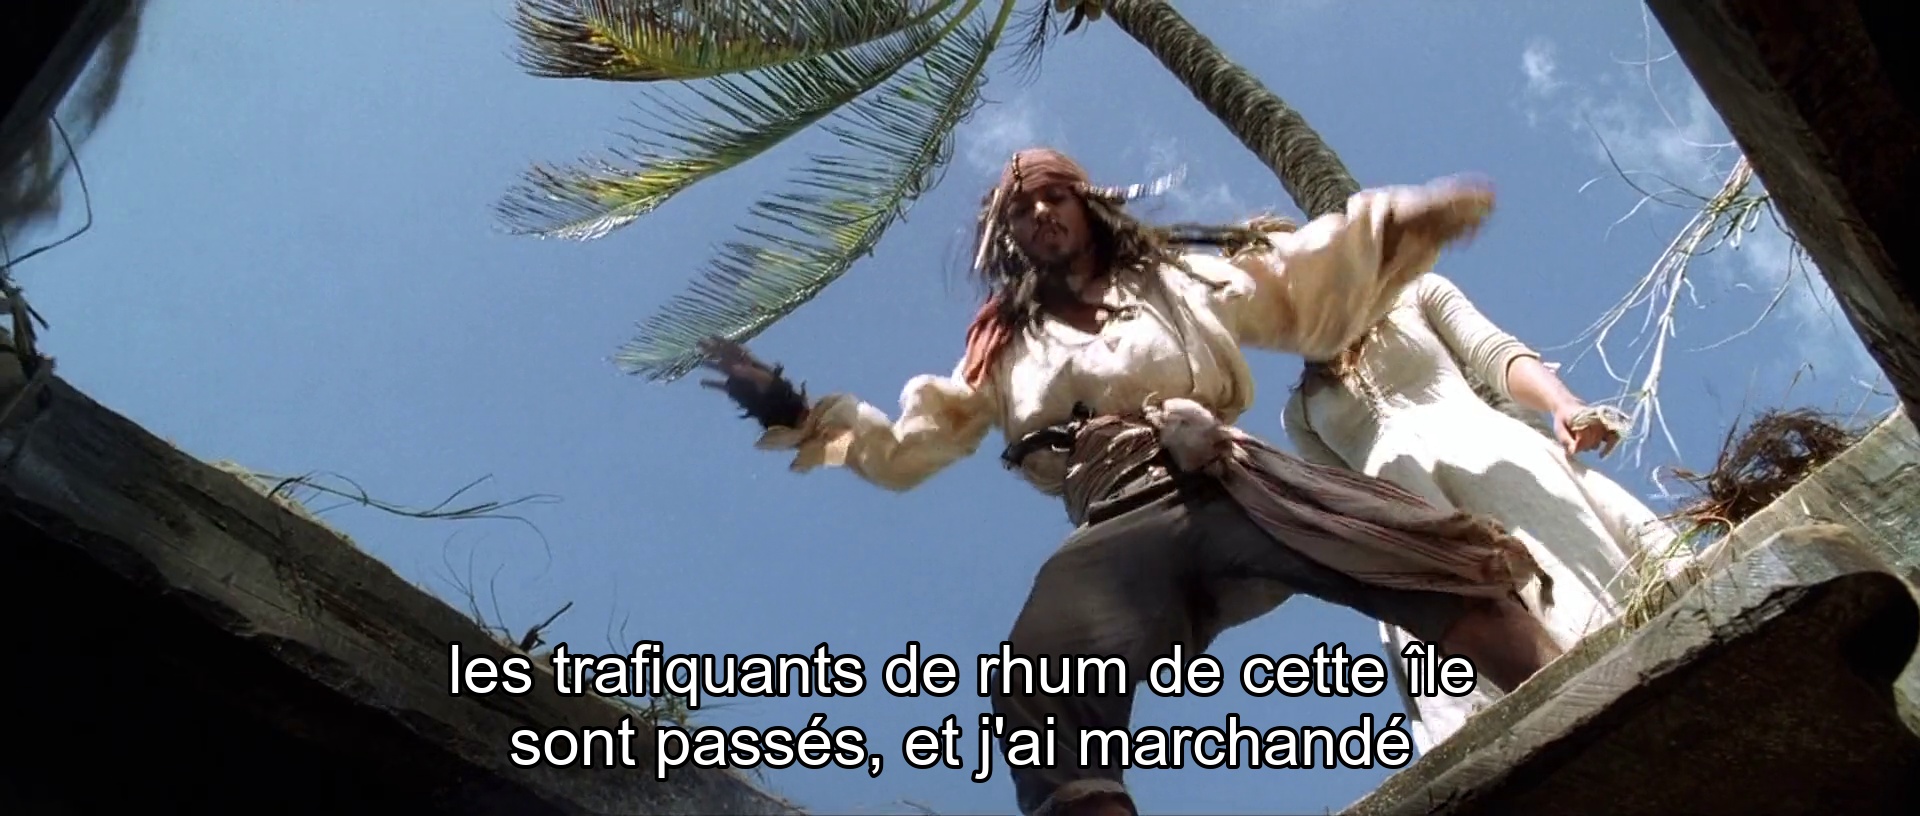 les trafiquants de rhum de cette île
sont passés, et j'ai marchandé